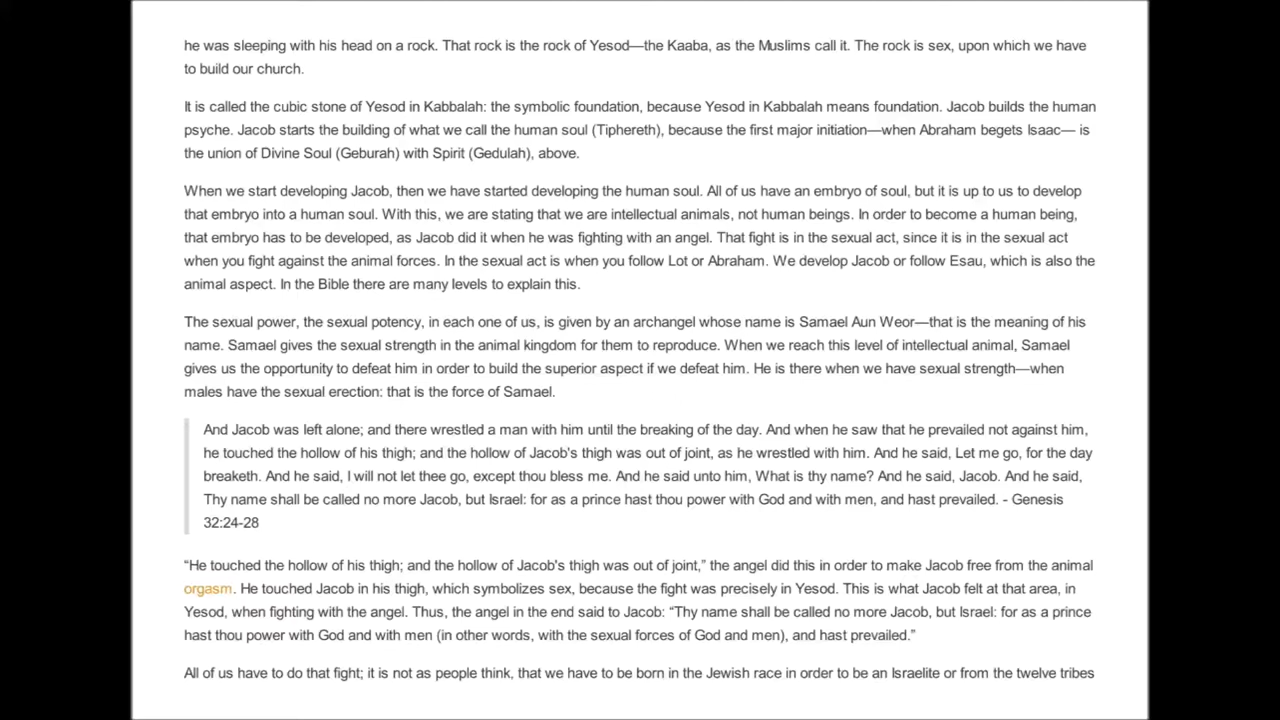 he was sleeping with his head on a rock. That rock is the rock of Yesod—the Kaaba, as the Muslims call it. The rock is sex, upon which we have
to build our church.
It is called the cubic stone of Yesod in Kabbalah: the symbolic foundation, because Yesod in Kabbalah means foundation. Jacob builds the human
psyche. Jacob starts the building of what we call the human soul (Tiphereth), because the first major initiation—when Abraham begets Isaac— is
the union of Divine Soul (Geburah) with Spirit (Gedulah), above.
When we start developing Jacob, then we have started developing the human soul. All of us have an embryo of soul, but it is up to us to develop
that embryo into a human soul. With this, we are stating that we are intellectual animals, not human beings. In order to become a human being,
that embryo has to be developed, as Jacob did it when he was fighting with an angel. That fight is in the sexual act, since it is in the sexual act
when you fight against the animal forces. In the sexual act is when you follow Lot or Abraham. We develop Jacob or follow Esau, which is also the
animal aspect. In the Bible there are many levels to explain this.
The sexual power, the sexual potency, in each one of us, is given by an archangel whose name is Samael Aun Weor—that is the meaning of his
name. Samael gives the sexual strength in the animal kingdom for them to reproduce. When we reach this level of intellectual animal, Samael
gives us the opportunity to defeat him in order to build the superior aspect if we defeat him. He is there when we have sexual strength—when
males have the sexual erection: that is the force of Samael.
And Jacob was left alone; and there wrestled a man with him until the breaking of the day. And when he saw that he prevailed not against him,
he touched the hollow of his thigh; and the hollow of Jacob's thigh was out of joint, as he wrestled with him. And he said, Let me go, for the day
breaketh. And he said, I will not let thee go, except thou bless me. And he said unto him, What is thy name? And he said, Jacob. And he said,
Thy name shall be called no more Jacob, but Israel: for as a prince hast thou power with God and with men, and hast prevailed. - Genesis
32:24-28
“He touched the hollow of his thigh; and the hollow of Jacob's thigh was out of joint,” the angel did this in order to make Jacob free from the animal
orgasm. He touched Jacob in his thigh, which symbolizes sex, because the fight was precisely in Yesod. This is what Jacob felt at that area, in
Yesod, when fighting with the angel. Thus, the angel in the end said to Jacob: “Thy name shall be called no more Jacob, but Israel: for as a prince
hast thou power with God and with men (in other words, with the sexual forces of God and men), and hast prevailed.”
All of us have to do that fight; it is not as people think, that we have to be born in the Jewish race in order to be an Israelite or from the twelve tribes